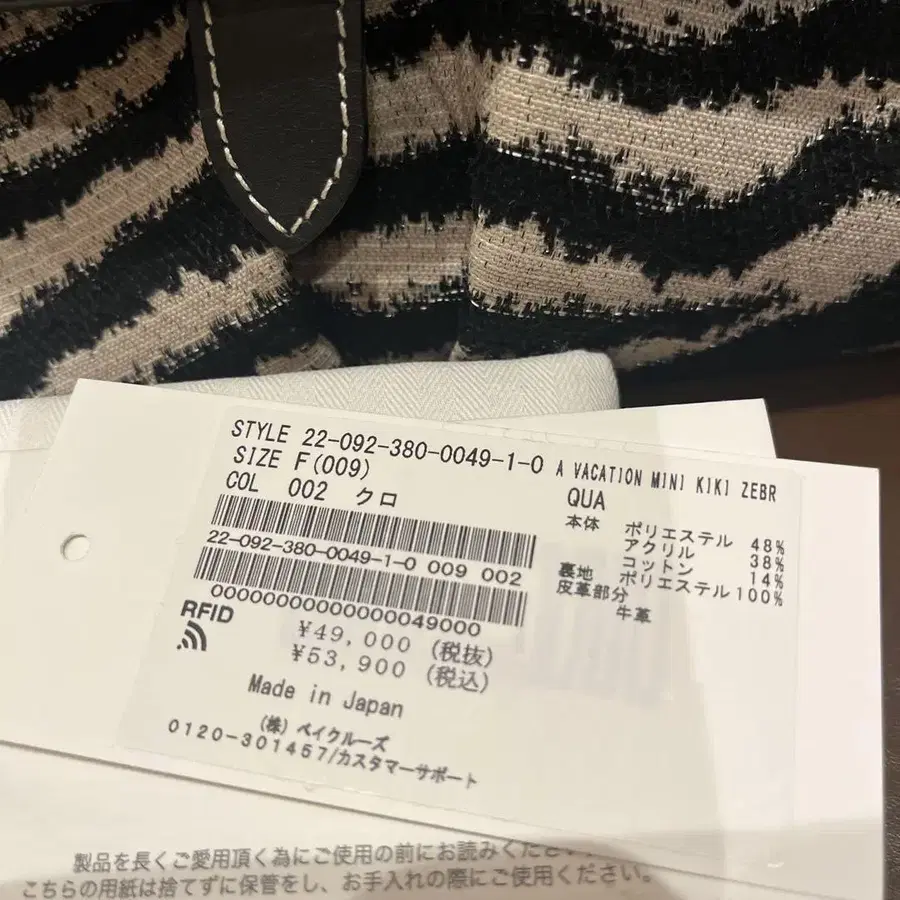 STYLE 22-092-380-0049-1-0 A VACATION MINI KIKI ZEBR
SIZE F(009)
COL 002 クロ
QUA
本体 ポリエステル 48%
アクリル 38%
コットン 14%
裏地 ポリエステル 100%
皮革部分
牛革
22-092-380-0049-1-0 009 002
0000000000000000049000
RFID
¥49,000 (税抜)
¥53,900 (税込)
Made in Japan
(株) ベイクルーズ
0120-301457/カスタマーサポート
製品を長くご愛用頂く為にご使用の前にお読みくだ
こちらの用紙は捨てずに保管をし、お手入れの際にご使用ください。